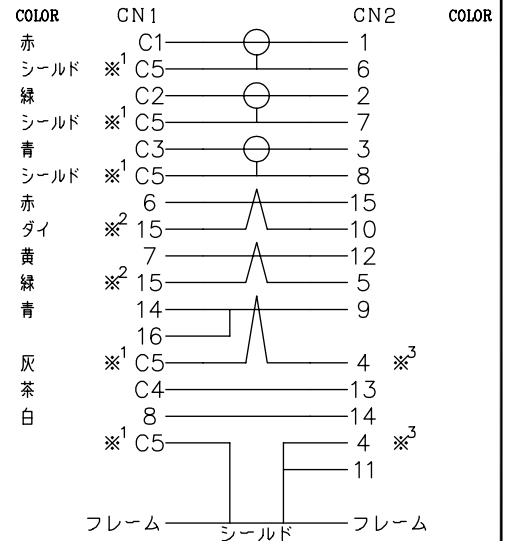 COLOR CN1 CN2 COLOR
赤 C1 1
シールド ※1 C5 6
緑 C2 2
シールド ※1 C5 7
青 C3 3
シールド ※1 C5 8
赤 6 15
ダイ ※2 15 10
黄 7 12
緑 ※2 15 5
青 14 9
16
灰 ※1 C5 4 ※3
茶 C4 13
白 8 14
※1 C5 4 ※3
11
フレーム シールド フレーム